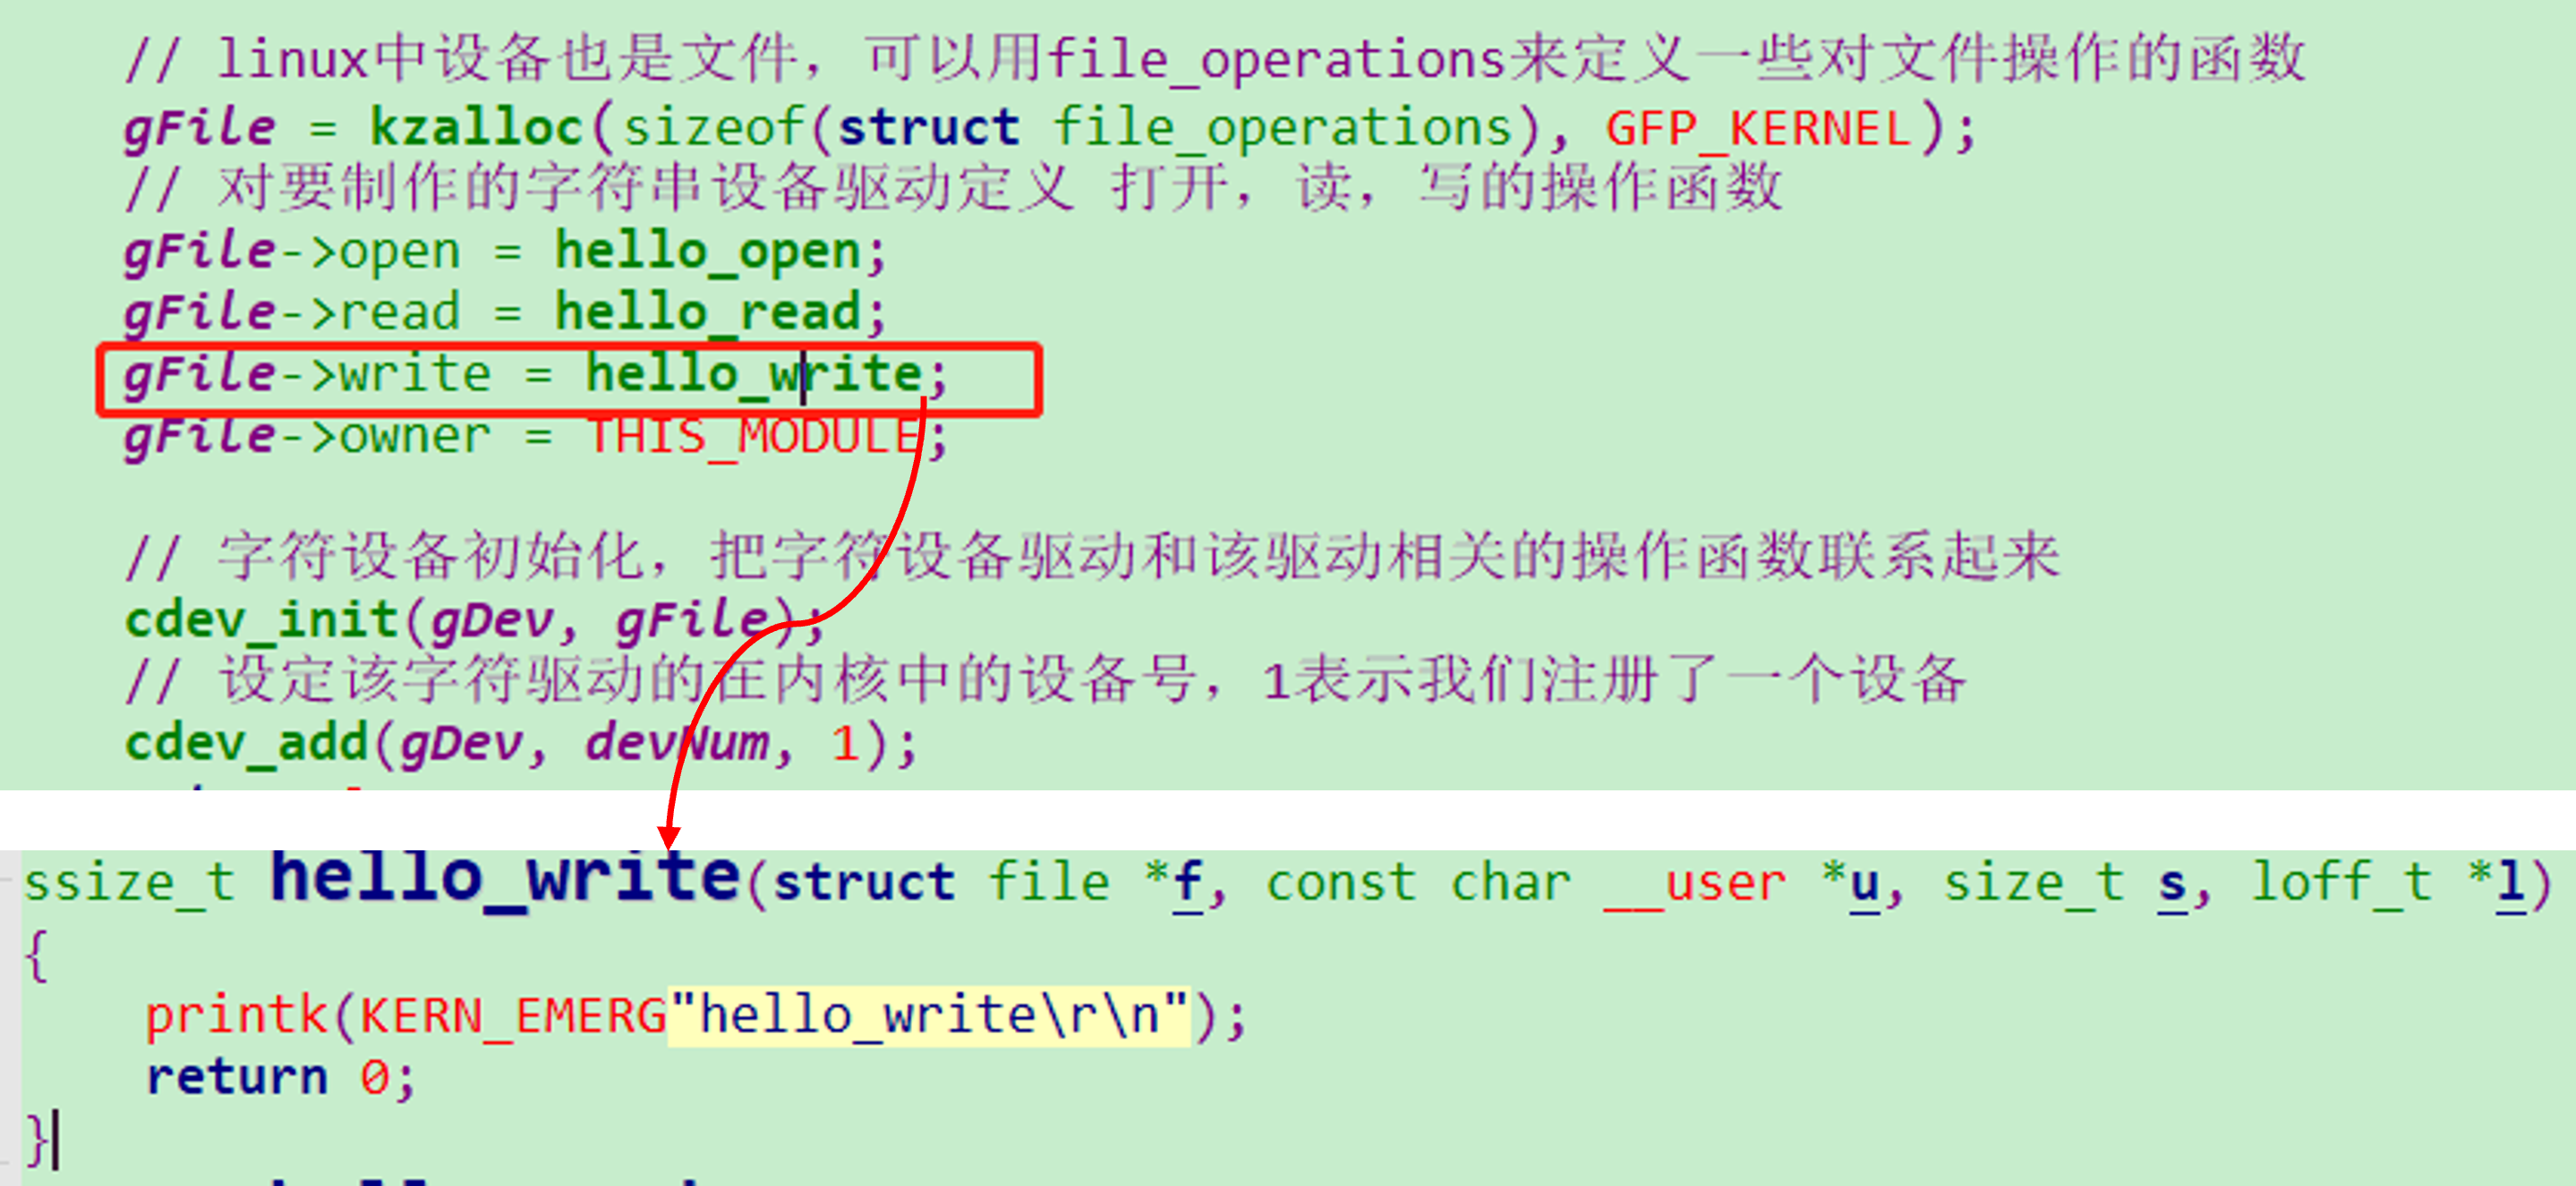 // linux中设备也是文件，可以用file_operations来定义一些对文件操作的函数
gFile = kzalloc(sizeof(struct file_operations), GFP_KERNEL);
// 对要制作的字符串设备驱动定义 打开，读，写的操作函数
gFile->open = hello_open;
gFile->read = hello_read;
gFile->write = hello_write;
gFile->owner = THIS_MODULE;
// 字符设备初始化，把字符设备驱动和该驱动相关的操作函数联系起来
cdev_init(gDev, gFile);
// 设定该字符驱动的在内核中的设备号，1表示我们注册了一个设备
cdev_add(gDev, devNum, 1);
ssize_t hello_write(struct file *f, const char __user *u, size_t s, loff_t *l)
{
printk(KERN_EMERG"hello_write\r\n");
return 0;
}